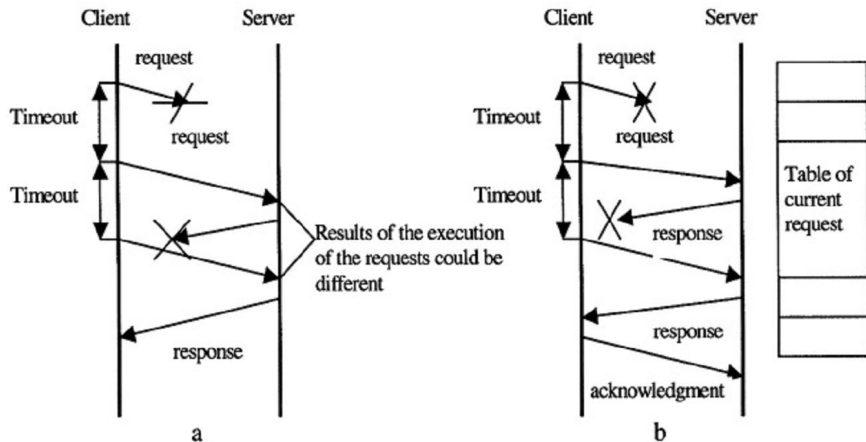 Client
Server
request
Timeout
request
Timeout
Results of the execution
of the requests could be
different
response
a
Client
Server
request
Timeout
request
Timeout
response
response
acknowledgment
b
Table of
current
request